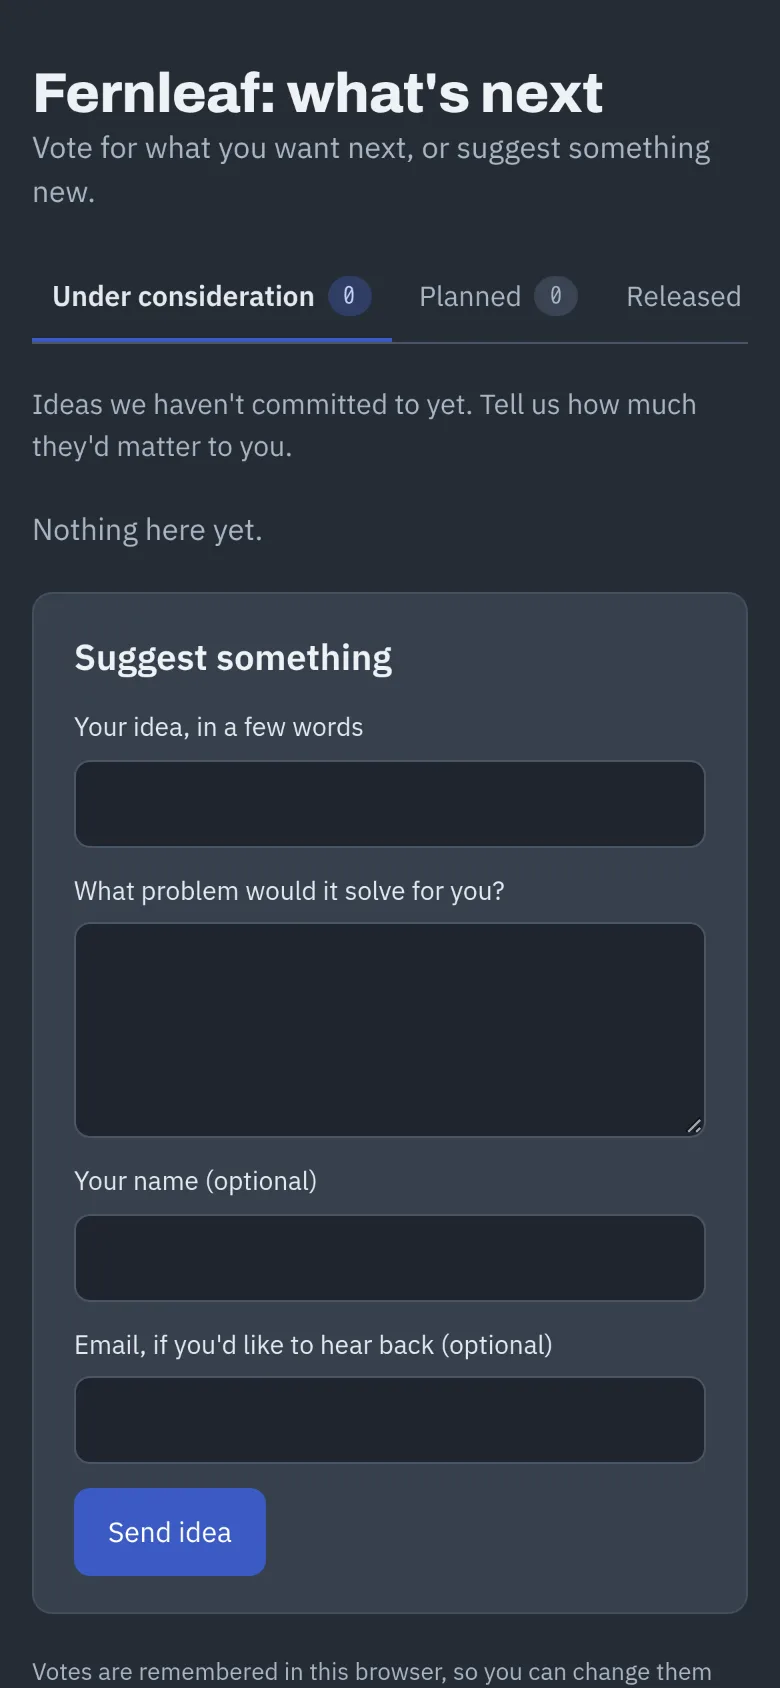 Fernleaf: what's next
Vote for what you want next, or suggest something
new.
Under consideration 0 Planned 0 Released
Ideas we haven't committed to yet. Tell us how much
they'd matter to you.
Nothing here yet.
Suggest something
Your idea, in a few words
What problem would it solve for you?
Your name (optional)
Email, if you'd like to hear back (optional)
Send idea
Votes are remembered in this browser, so you can change them